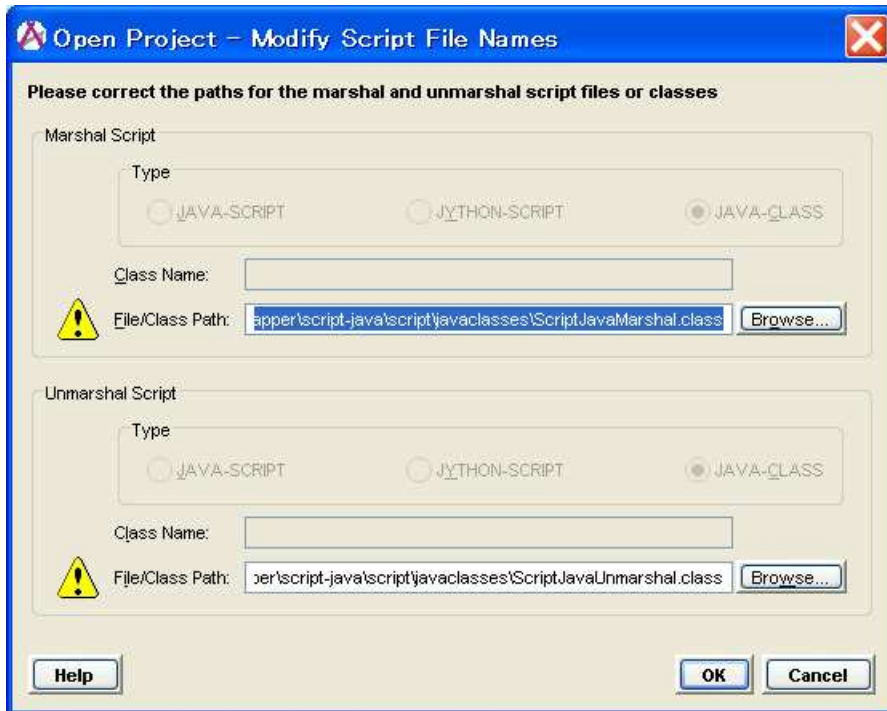 Open Project - Modify Script File Names
Please correct the paths for the marshal and unmarshal script files or classes
Marshal Script
Type
JAVA-SCRIPT JYTHON-SCRIPT JAVA-CLASS
Class Name:
File/Class Path: apper\script-java\script\javaclasses\ScriptJavaMarshal.class Browse...
Unmarshal Script
Type
JAVA-SCRIPT JYTHON-SCRIPT JAVA-CLASS
Class Name:
File/Class Path: per\script-java\script\javaclasses\ScriptJavaUnmarshal.class Browse...
Help OK Cancel